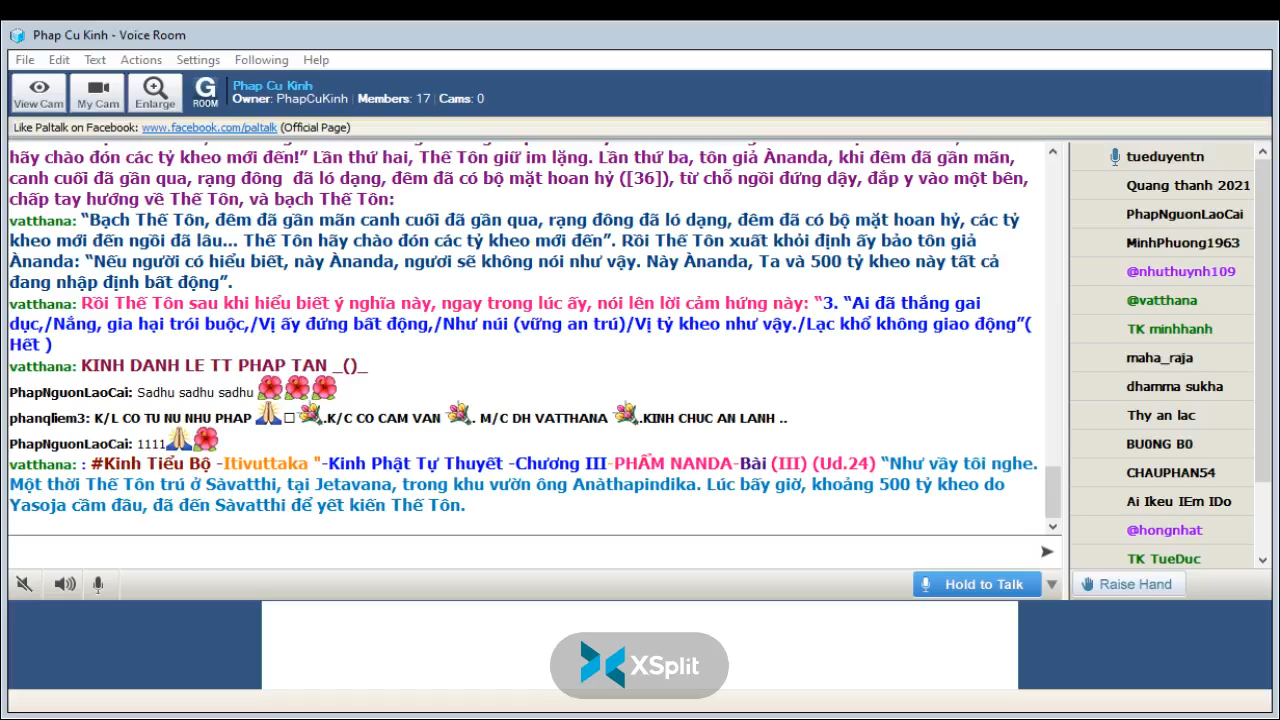 Phap Cu Kinh - Voice Room
File Edit Text Actions Settings Following Help
View Cam My Cam Enlarge G ROOM
Phap Cu Kinh
Owner: PhapCuKinh | Members: 17 | Cams: 0
Like Paltalk on Facebook: www.facebook.com/paltalk (Official Page)
hãy chào đón các tỷ kheo mới đến!” Lần thứ hai, Thế Tôn giữ im lặng. Lần thứ ba, tôn giả Ànanda, khi đêm đã gần mãn,
canh cuối đã gần qua, rạng đông đã ló dạng, đêm đã có bộ mặt hoan hỷ ([36]), từ chỗ ngồi đứng dậy, đắp y vào một bên,
chấp tay hướng về Thế Tôn, và bạch Thế Tôn:
vatthana: “Bạch Thế Tôn, đêm đã gần mãn canh cuối đã gần qua, rạng đông đã ló dạng, đêm đã có bộ mặt hoan hỷ, các tỷ
kheo mới đến ngồi đã lâu... Thế Tôn hãy chào đón các tỷ kheo mới đến”. Rồi Thế Tôn xuất khỏi định ấy bảo tôn giả
Ànanda: “Nếu người có hiểu biết, này Ànanda, ngươi sẽ không nói như vậy. Này Ànanda, Ta và 500 tỷ kheo này tất cả
đang nhập định bất động”.
vatthana: Rồi Thế Tôn sau khi hiểu biết ý nghĩa này, ngay trong lúc ấy, nói lên lời cảm hứng này: “3. “Ai đã thắng gai
dục,/Nắng, gia hại trói buộc,/Vị ấy đứng bất động,/Như núi (vững an trú)/Vị tỷ kheo như vậy./Lạc khổ không giao động”(
Hết )
vatthana: KINH DANH LE TT PHAP TAN _()_
PhapNguonLaoCai: Sadhu sadhu sadhu
phanqliem3: K/L CO TU NU NHU PHAP □ .K/C CO CAM VAN . M/C DH VATTHANA .KINH CHUC AN LANH ..
PhapNguonLaoCai: 1111
vatthana: : #Kinh Tiểu Bộ -Itivuttaka "-Kinh Phật Tự Thuyết -Chương III-PHẨM NANDA-Bài (III) (Ud.24) “Như vầy tôi nghe.
Một thời Thế Tôn trú ở Sàvatthi, tại Jetavana, trong khu vườn ông Anàthapindika. Lúc bấy giờ, khoảng 500 tỷ kheo do
Yasoja cầm đầu, đã đến Sàvatthi để yết kiến Thế Tôn.
tueduyentn
Quang thanh 2021
PhapNguonLaoCai
MinhPhuong1963
@nhuthuynh109
@vatthana
TK minhhanh
maha_raja
dhamma sukha
Thy an lac
BU0NG B0
CHAUPHAN54
Ai Ikeu IEm IDo
@hongnhat
TK TueDuc
Hold to Talk
Raise Hand
XSplit